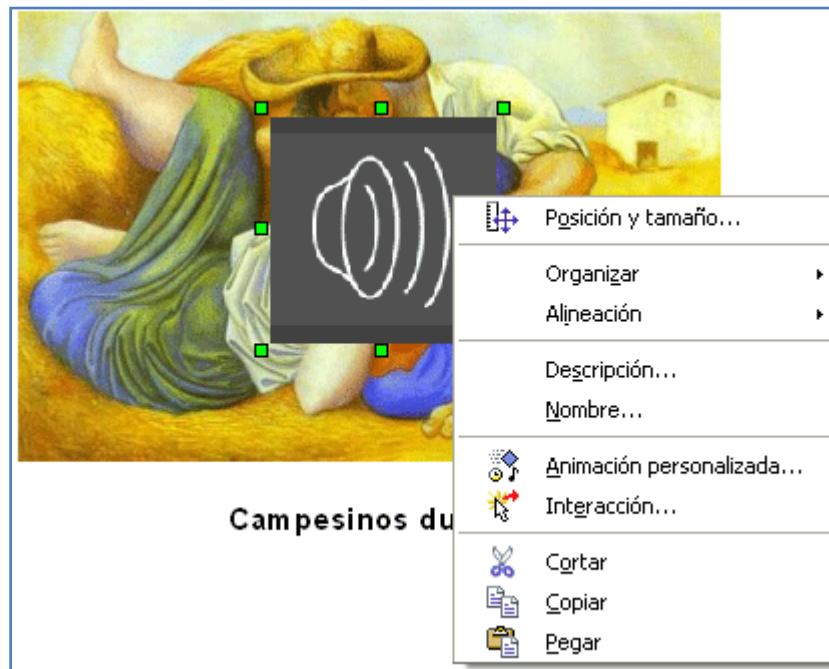 Posición y tamaño...
Organizar
Alineación
Descripción...
Nombre...
Animación personalizada...
Interacción...
Campesinos du
Cortar
Copiar
Pegar